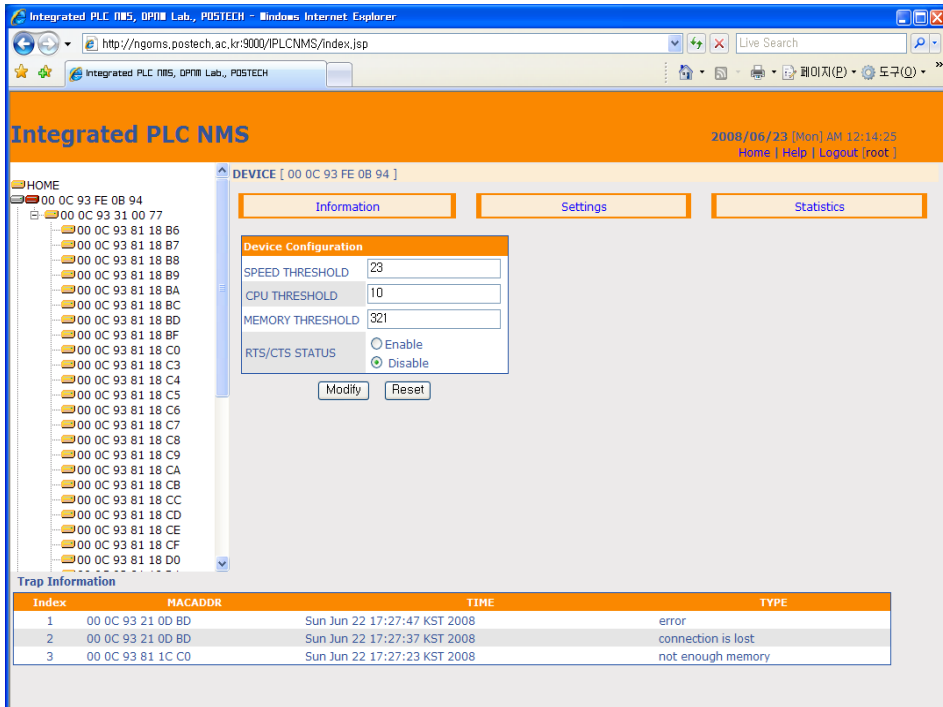 Integrated PLC NMS, DPNM Lab., POSTECH - Windows Internet Explorer
http://ngoms.postech.ac.kr:9000/IPLCNMS/index.jsp
Live Search
Integrated PLC NMS, DPNM Lab., POSTECH
페이지(P)
도구(O)
»
Integrated PLC NMS
2008/06/23 [Mon] AM 12:14:25
Home | Help | Logout [root ]
HOME
00 0C 93 FE 0B 94
00 0C 93 31 00 77
00 0C 93 81 18 B6
00 0C 93 81 18 B7
00 0C 93 81 18 B8
00 0C 93 81 18 B9
00 0C 93 81 18 BA
00 0C 93 81 18 BC
00 0C 93 81 18 BD
00 0C 93 81 18 BF
00 0C 93 81 18 C0
00 0C 93 81 18 C3
00 0C 93 81 18 C4
00 0C 93 81 18 C5
00 0C 93 81 18 C6
00 0C 93 81 18 C7
00 0C 93 81 18 C8
00 0C 93 81 18 C9
00 0C 93 81 18 CA
00 0C 93 81 18 CB
00 0C 93 81 18 CC
00 0C 93 81 18 CD
00 0C 93 81 18 CE
00 0C 93 81 18 CF
00 0C 93 81 18 D0
DEVICE [ 00 0C 93 FE 0B 94 ]
Information Settings Statistics
Device Configuration
SPEED THRESHOLD 23
CPU THRESHOLD 10
MEMORY THRESHOLD 321
RTS/CTS STATUS Enable
Disable
Modify Reset
Trap Information
Index MACADDR TIME TYPE
1 00 0C 93 21 0D BD Sun Jun 22 17:27:47 KST 2008 error
2 00 0C 93 21 0D BD Sun Jun 22 17:27:37 KST 2008 connection is lost
3 00 0C 93 81 1C C0 Sun Jun 22 17:27:23 KST 2008 not enough memory